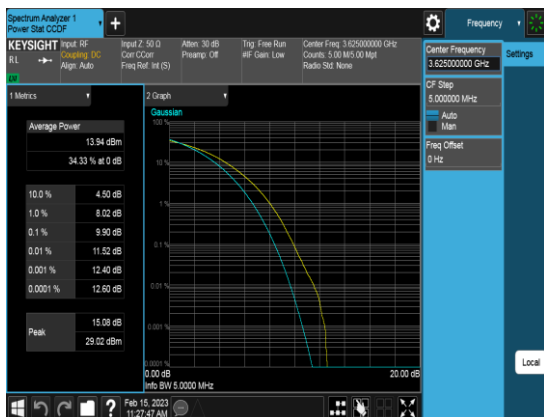 Spectrum Analyzer 1
Power Stat CCDF
Frequency
KEYSIGHT
RL
Input: RF
Coupling: DC
Align: Auto
Input Z: 50 Ω
Corr CCorr
Freq Ref: Int (S)
Atten: 30 dB
Preamp: Off
Trig: Free Run
#IF Gain: Low
Center Freq: 3.625000000 GHz
Counts: 5.00 M/5.00 Mpt
Radio Std: None
Center Frequency
3.625000000 GHz
Settings
CF Step
5.000000 MHz
Auto
Man
Freq Offset
0 Hz
1 Metrics
Average Power
13.94 dBm
34.33 % at 0 dB
10.0 % 4.50 dB
1.0 % 8.02 dB
0.1 % 9.90 dB
0.01 % 11.52 dB
0.001 % 12.40 dB
0.0001 % 12.60 dB
Peak
15.08 dB
29.02 dBm
2 Graph
Gaussian
100 %
10 %
1 %
0.1 %
0.01 %
0.001 %
0.0001 %
0.00 dB
20.00 dB
Info BW 5.0000 MHz
Local
?
Feb 15, 2023
11:27:47 AM